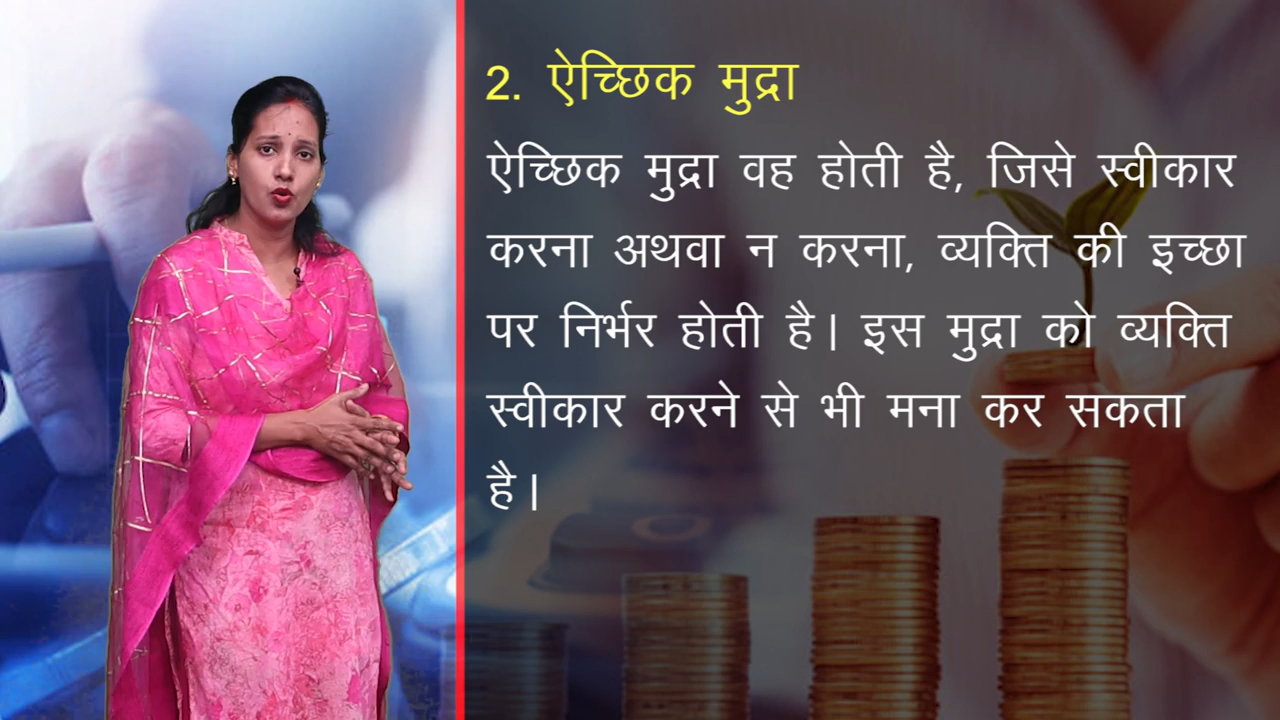 2. ऐच्छिक मुद्रा
ऐच्छिक मुद्रा वह होती है, जिसे स्वीकार
करना अथवा न करना, व्यक्ति की इच्छा
पर निर्भर होती है। इस मुद्रा को व्यक्ति
स्वीकार करने से भी मना कर सकता
है।